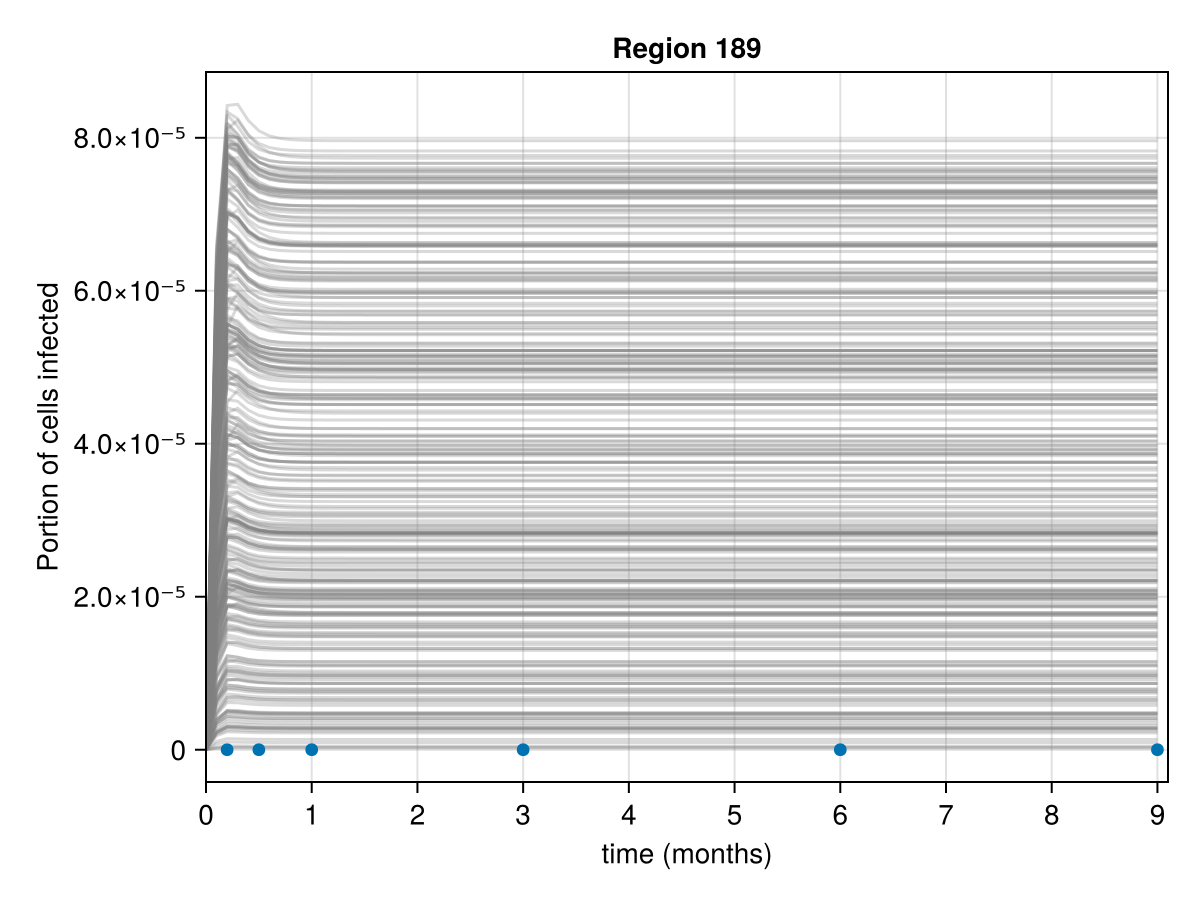 Region 189
8.0×10⁻⁵
6.0×10⁻⁵
4.0×10⁻⁵
2.0×10⁻⁵
0
Portion of cells infected
0 1 2 3 4 5 6 7 8 9
time (months)